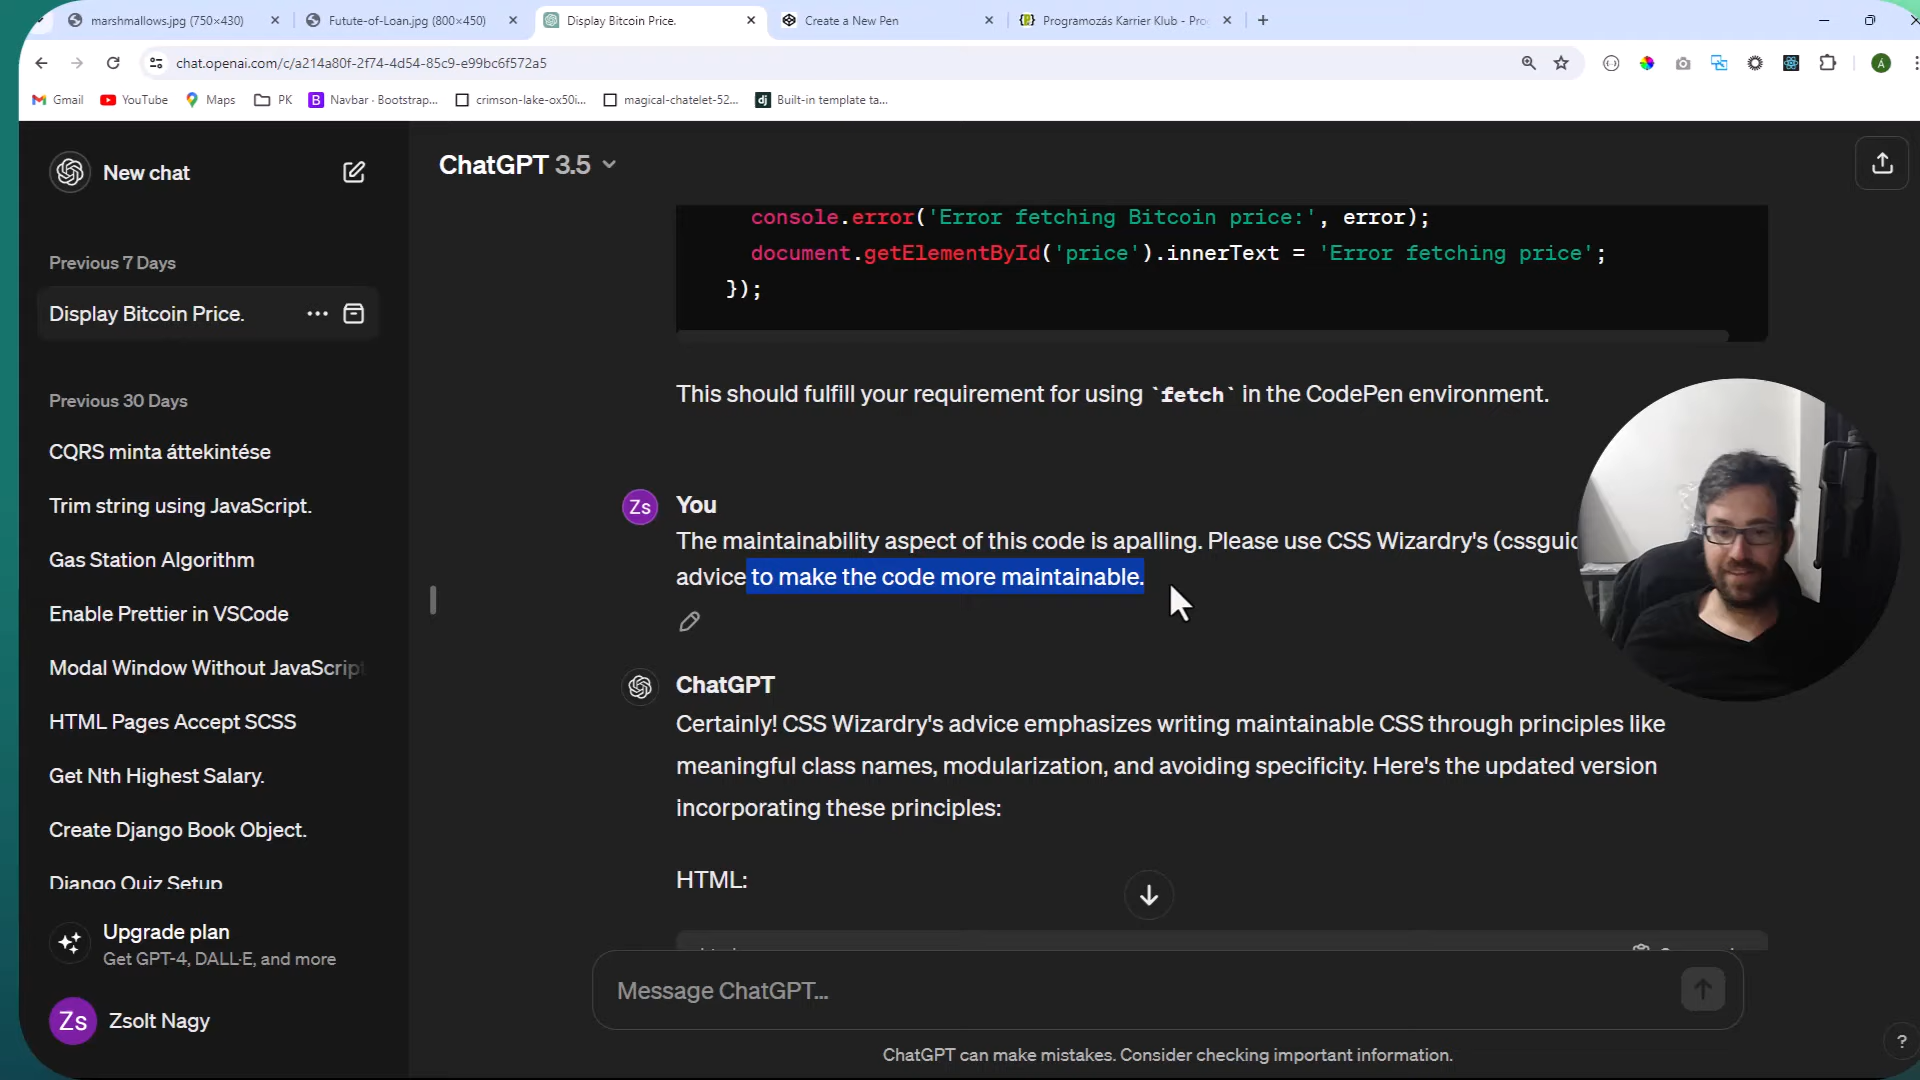 marshmallows.jpg (750×430)
Futute-of-Loan.jpg (800×450)
Display Bitcoin Price.
Create a New Pen
Programozás Karrier Klub - Pro
chat.openai.com/c/a214a80f-2f74-4d54-85c9-e99bc6f572a5
Á
Gmail
YouTube
Maps
PK
Navbar · Bootstrap...
crimson-lake-ox50i...
magical-chatelet-52...
Built-in template ta...
New chat
Previous 7 Days
Display Bitcoin Price.
Previous 30 Days
CQRS minta áttekintése
Trim string using JavaScript.
Gas Station Algorithm
Enable Prettier in VSCode
Modal Window Without JavaScript
HTML Pages Accept SCSS
Get Nth Highest Salary.
Create Django Book Object.
Django Quiz Setup
Upgrade plan
Get GPT-4, DALL·E, and more
Zs
Zsolt Nagy
ChatGPT 3.5
console.error('Error fetching Bitcoin price:', error);
document.getElementById('price').innerText = 'Error fetching price';
});
This should fulfill your requirement for using `fetch` in the CodePen environment.
Zs
You
The maintainability aspect of this code is apalling. Please use CSS Wizardry's (cssguid
advice to make the code more maintainable.
ChatGPT
Certainly! CSS Wizardry's advice emphasizes writing maintainable CSS through principles like
meaningful class names, modularization, and avoiding specificity. Here's the updated version
incorporating these principles:
HTML:
Message ChatGPT...
ChatGPT can make mistakes. Consider checking important information.
?